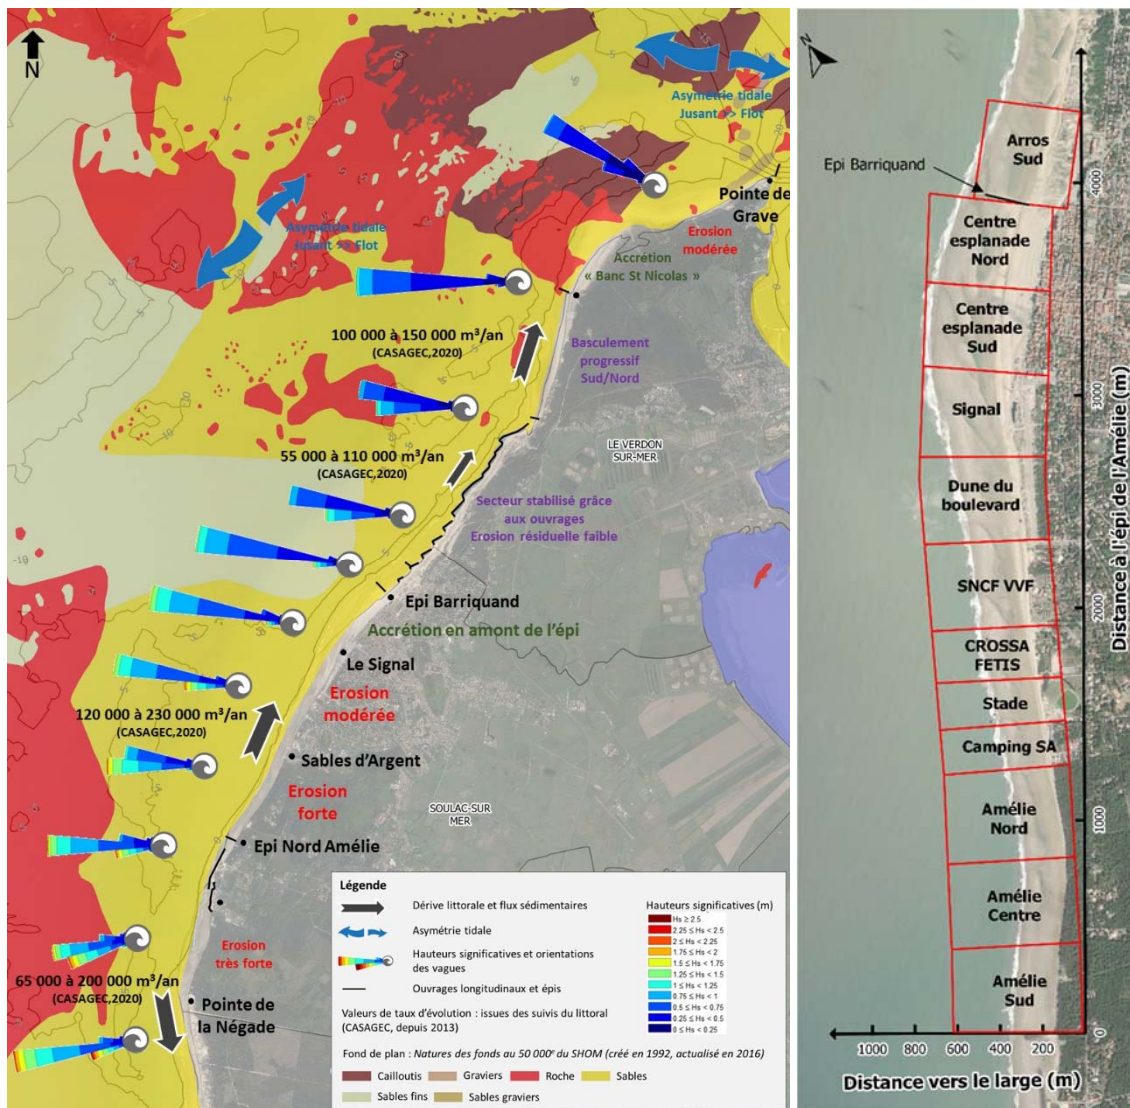 N
Asymétrie tidale
Jusant >> Flot
Pointe de
Grave
Erosion
modérée
Accrétion
« Banc St Nicolas »
Asymétrie tidale
Jusant >> Flot
100 000 à 150 000 m³/an
(CASAGEC,2020)
Basculement
progressif
Sud/Nord
LE VERDON
SUR-MER
55 000 à 110 000 m³/an
(CASAGEC,2020)
Secteur stabilisé grâce
aux ouvrages
Erosion résiduelle faible
Epi Barriquand
Accrétion en amont de l'épi
Le Signal
Erosion
modérée
120 000 à 230 000 m³/an
(CASAGEC,2020)
Sables d'Argent
Erosion
forte
SOULAC-SUR
MER
Epi Nord Amélie
Erosion
très forte
65 000 à 200 000 m³/an
(CASAGEC,2020)
Pointe de
la Négade
Légende
Dérive littorale et flux sédimentaires
Asymétrie tidale
Hauteurs significatives et orientations
des vagues
Ouvrages longitudinaux et épis
Valeurs de taux d'évolution : issues des suivis du littoral
(CASAGEC, depuis 2013)
Hauteurs significatives (m)
Hs ≥ 2.5
2.25 ≤ Hs < 2.5
2 ≤ Hs < 2.25
1.75 ≤ Hs < 2
1.5 ≤ Hs < 1.75
1.25 ≤ Hs < 1.5
1 ≤ Hs < 1.25
0.75 ≤ Hs < 1
0.5 ≤ Hs < 0.75
0.25 ≤ Hs < 0.5
0 ≤ Hs < 0.25
Fond de plan : Natures des fonds au 50 000e du SHOM (créé en 1992, actualisé en 2016)
Cailloutis
Graviers
Roche
Sables
Sables fins
Sables graviers
N
Epi Barriquand
Arros
Sud
Centre
esplanade
Nord
Centre
esplanade
Sud
Signal
Dune du
boulevard
SNCF VVF
CROSSA
FETIS
Stade
Camping SA
Amélie
Nord
Amélie
Centre
Amélie
Sud
4000
3000
2000
1000
0
Distance à l'épi de l'Amélie (m)
1000 800 600 400 200
Distance vers le large (m)